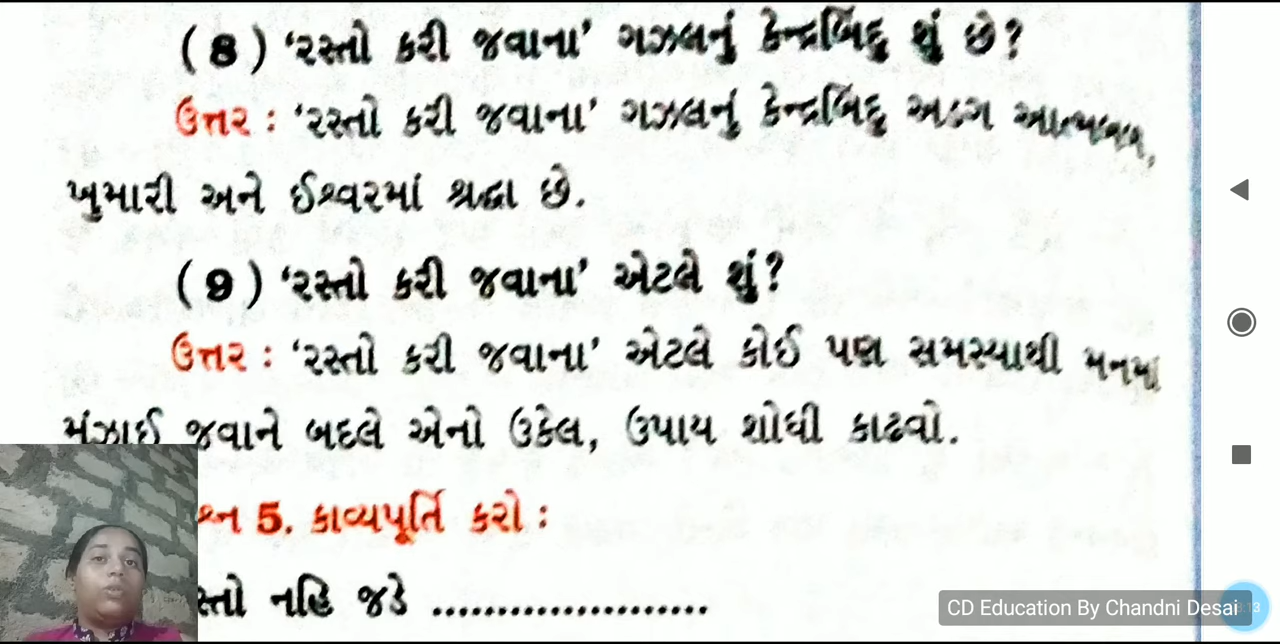 (8) ‘રસ્તો કરી જવાના’ ગઝલનું કેન્દ્રબિંદુ શું છે?
ઉત્તર : ‘રસ્તો કરી જવાના’ ગઝલનું કેન્દ્રબિંદુ અડગ આત્મબળ,
ખુમારી અને ઈશ્વરમાં શ્રદ્ધા છે.
(9) ‘રસ્તો કરી જવાના’ એટલે શું?
ઉત્તર : ‘રસ્તો કરી જવાના’ એટલે કોઈ પણ સમસ્યાથી મનમાં
મૂંઝાઈ જવાને બદલે એનો ઉકેલ, ઉપાય શોધી કાઢવો.
શ્ન 5. કાવ્યપૂર્તિ કરો :
સ્તો નહિ જડે .....................
CD Education By Chandni Desai